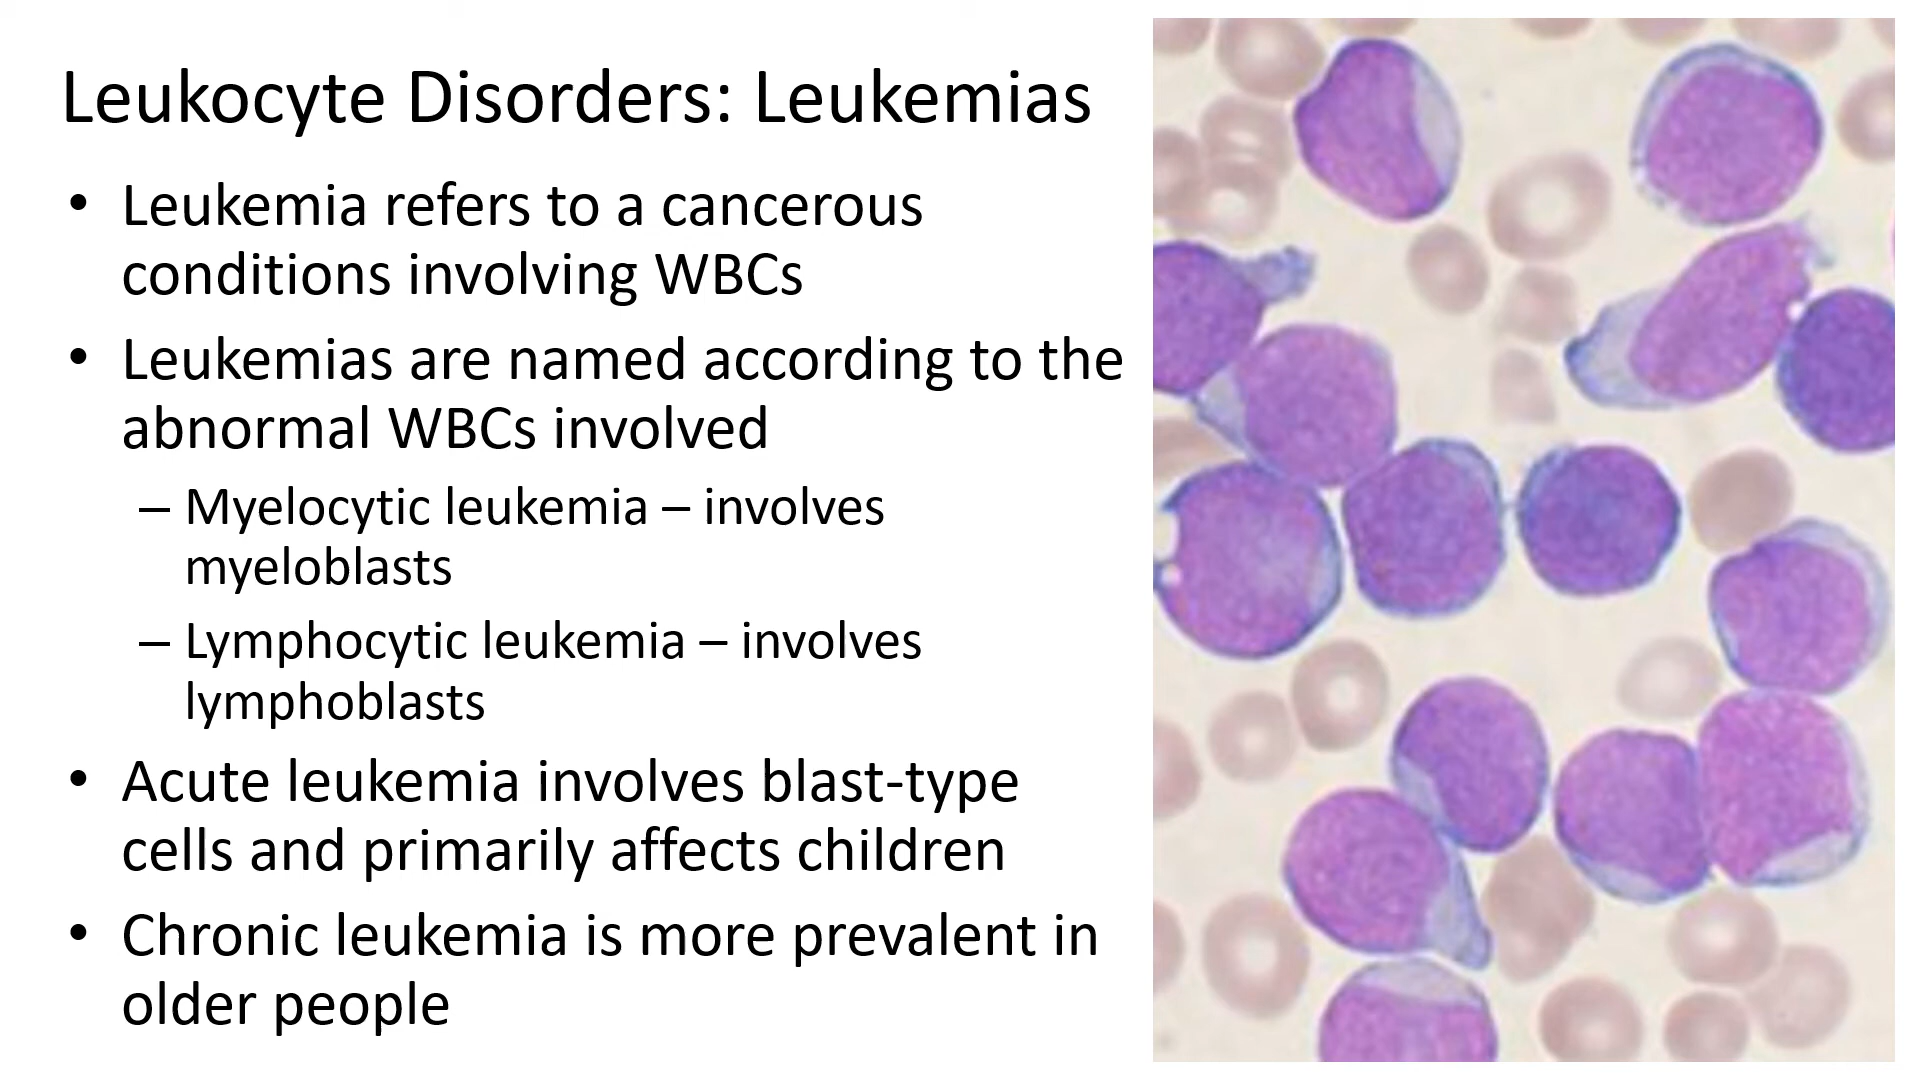 Leukocyte Disorders: Leukemias
• Leukemia refers to a cancerous
conditions involving WBCs
• Leukemias are named according to the
abnormal WBCs involved
– Myelocytic leukemia – involves
myeloblasts
– Lymphocytic leukemia – involves
lymphoblasts
• Acute leukemia involves blast-type
cells and primarily affects children
• Chronic leukemia is more prevalent in
older people